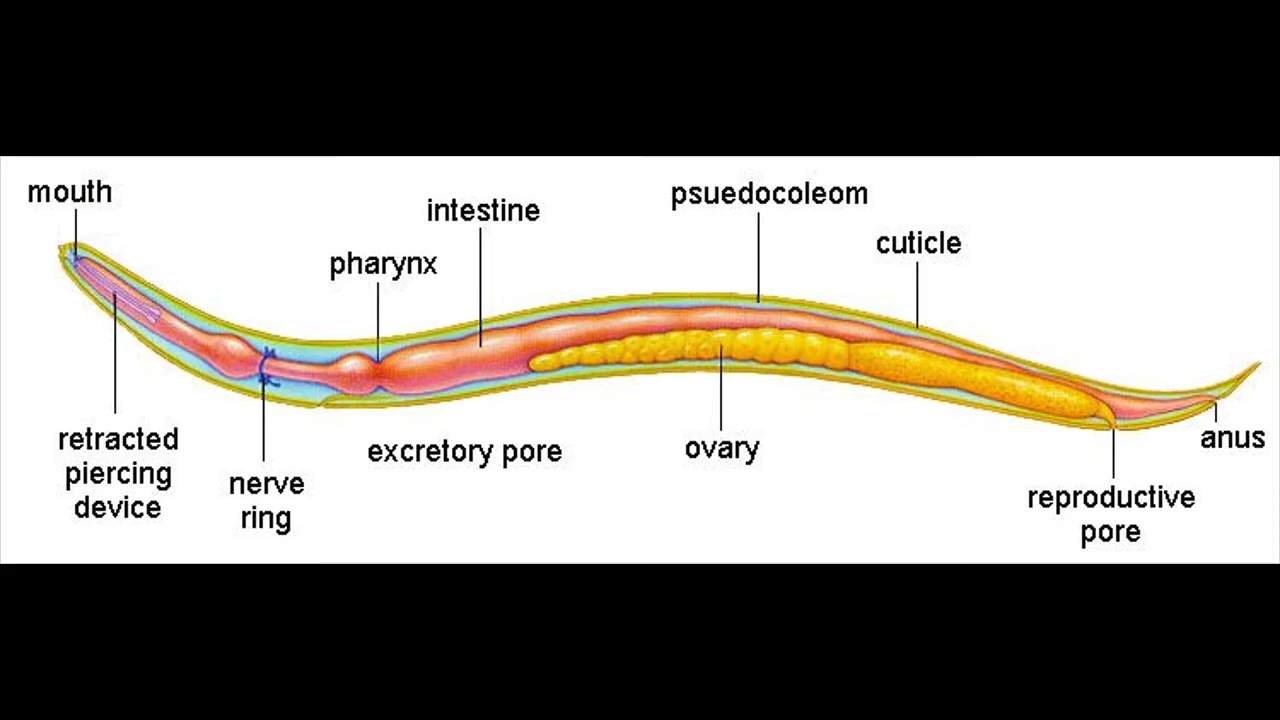 mouth
intestine
psuedocoleom
cuticle
pharynx
retracted
piercing
device
nerve
ring
excretory pore
ovary
anus
reproductive
pore